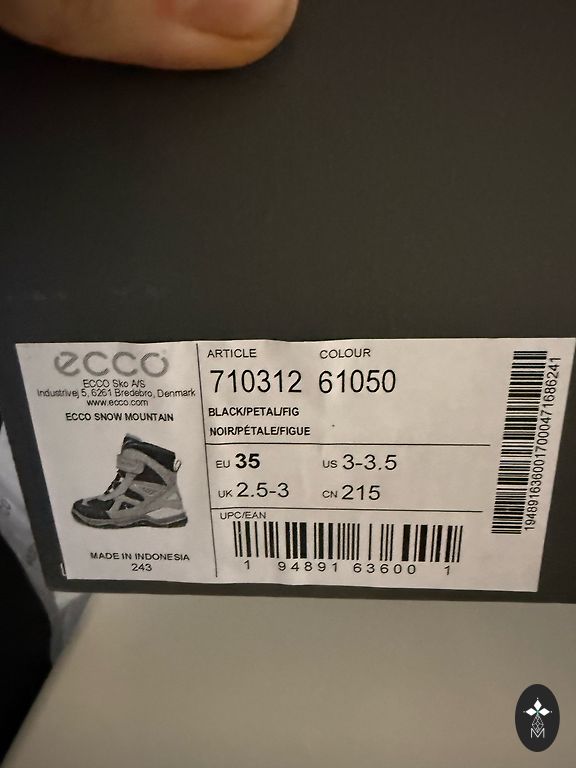 ecco
ECCO Sko A/S
Industrivej 5, 6261 Bredebro, Denmark
www.ecco.com
ECCO SNOW MOUNTAIN
MADE IN INDONESIA
243
ARTICLE COLOUR
710312 61050
BLACK/PETAL/FIG
NOIR/PÉTALE/FIGUE
EU 35 US 3-3.5
UK 2.5-3 CN 215
UPC/EAN
1 94891 63600 1
19489163600170000471686241
M